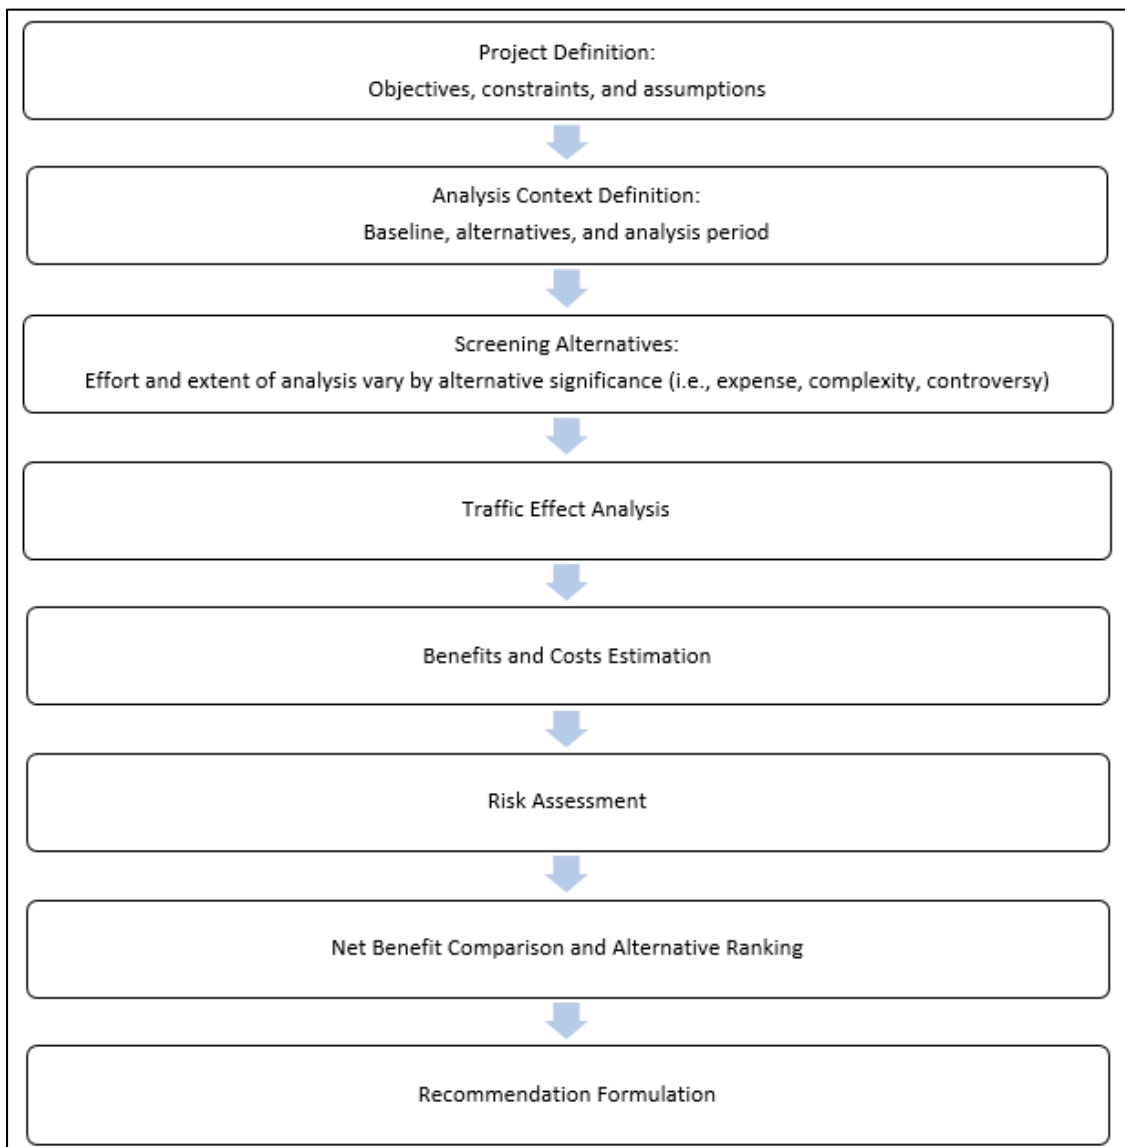 Project Definition:
Objectives, constraints, and assumptions
Analysis Context Definition:
Baseline, alternatives, and analysis period
Screening Alternatives:
Effort and extent of analysis vary by alternative significance (i.e., expense, complexity, controversy)
Traffic Effect Analysis
Benefits and Costs Estimation
Risk Assessment
Net Benefit Comparison and Alternative Ranking
Recommendation Formulation